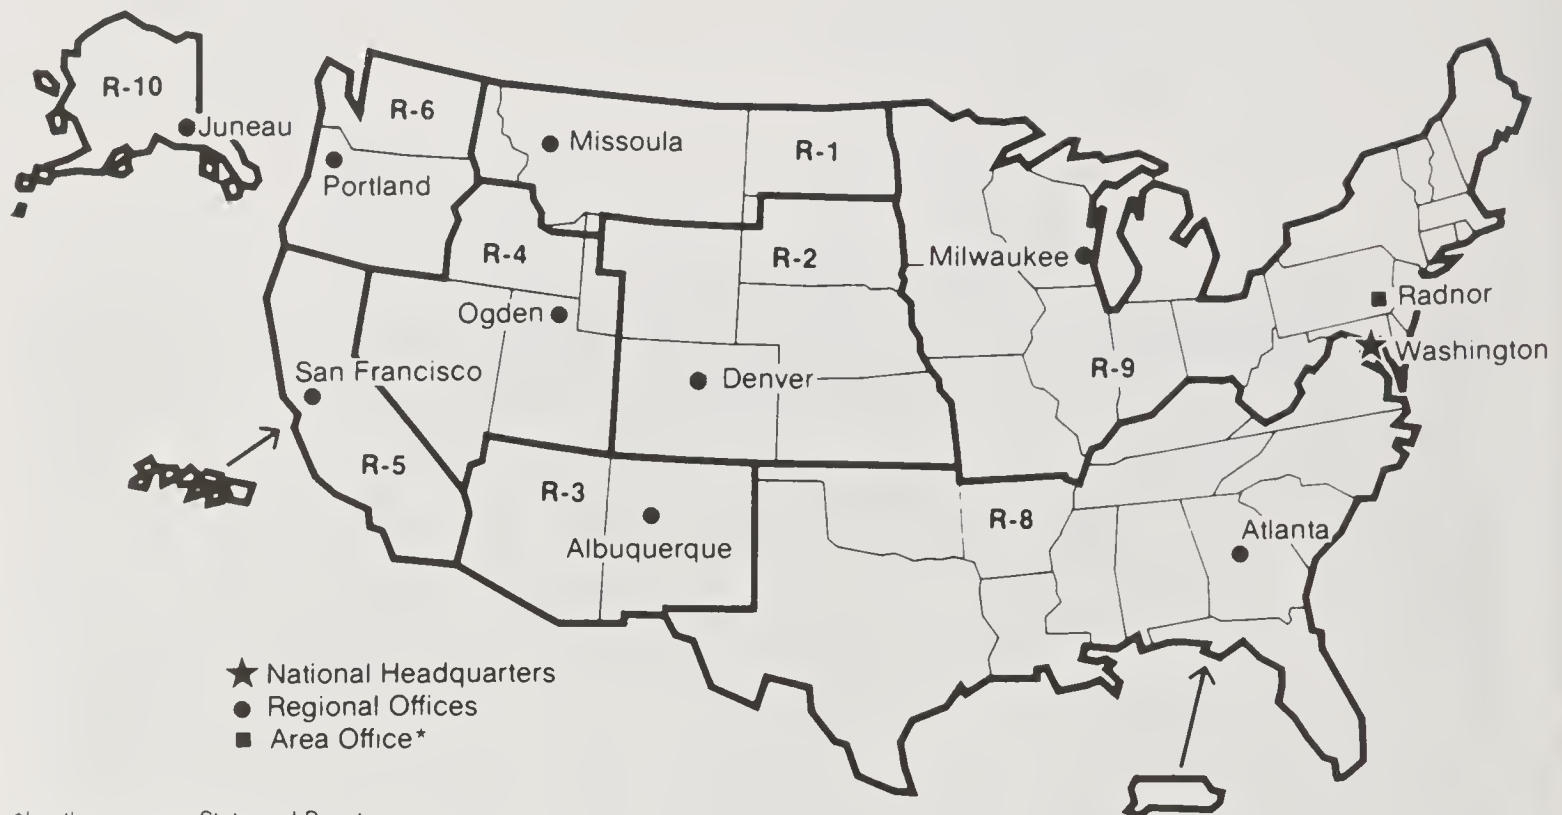 R-10
Juneau
R-6
Missoula
R-1
Portland
R-4
R-2
Milwaukee
Ogden
Radnor
Washington
San Francisco
Denver
R-9
R-5
R-3
R-8
Albuquerque
Atlanta
★ National Headquarters
● Regional Offices
■ Area Office*